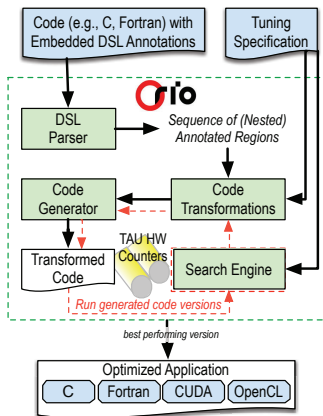 Code (e.g., C, Fortran) with
Embedded DSL Annotations
Tuning
Specification
Orio
DSL
Parser
Sequence of (Nested)
Annotated Regions
Code
Generator
Code
Transformations
TAU HW
Counters
Transformed
Code
Search Engine
Run generated code versions
best performing version
Optimized Application
C
Fortran
CUDA
OpenCL